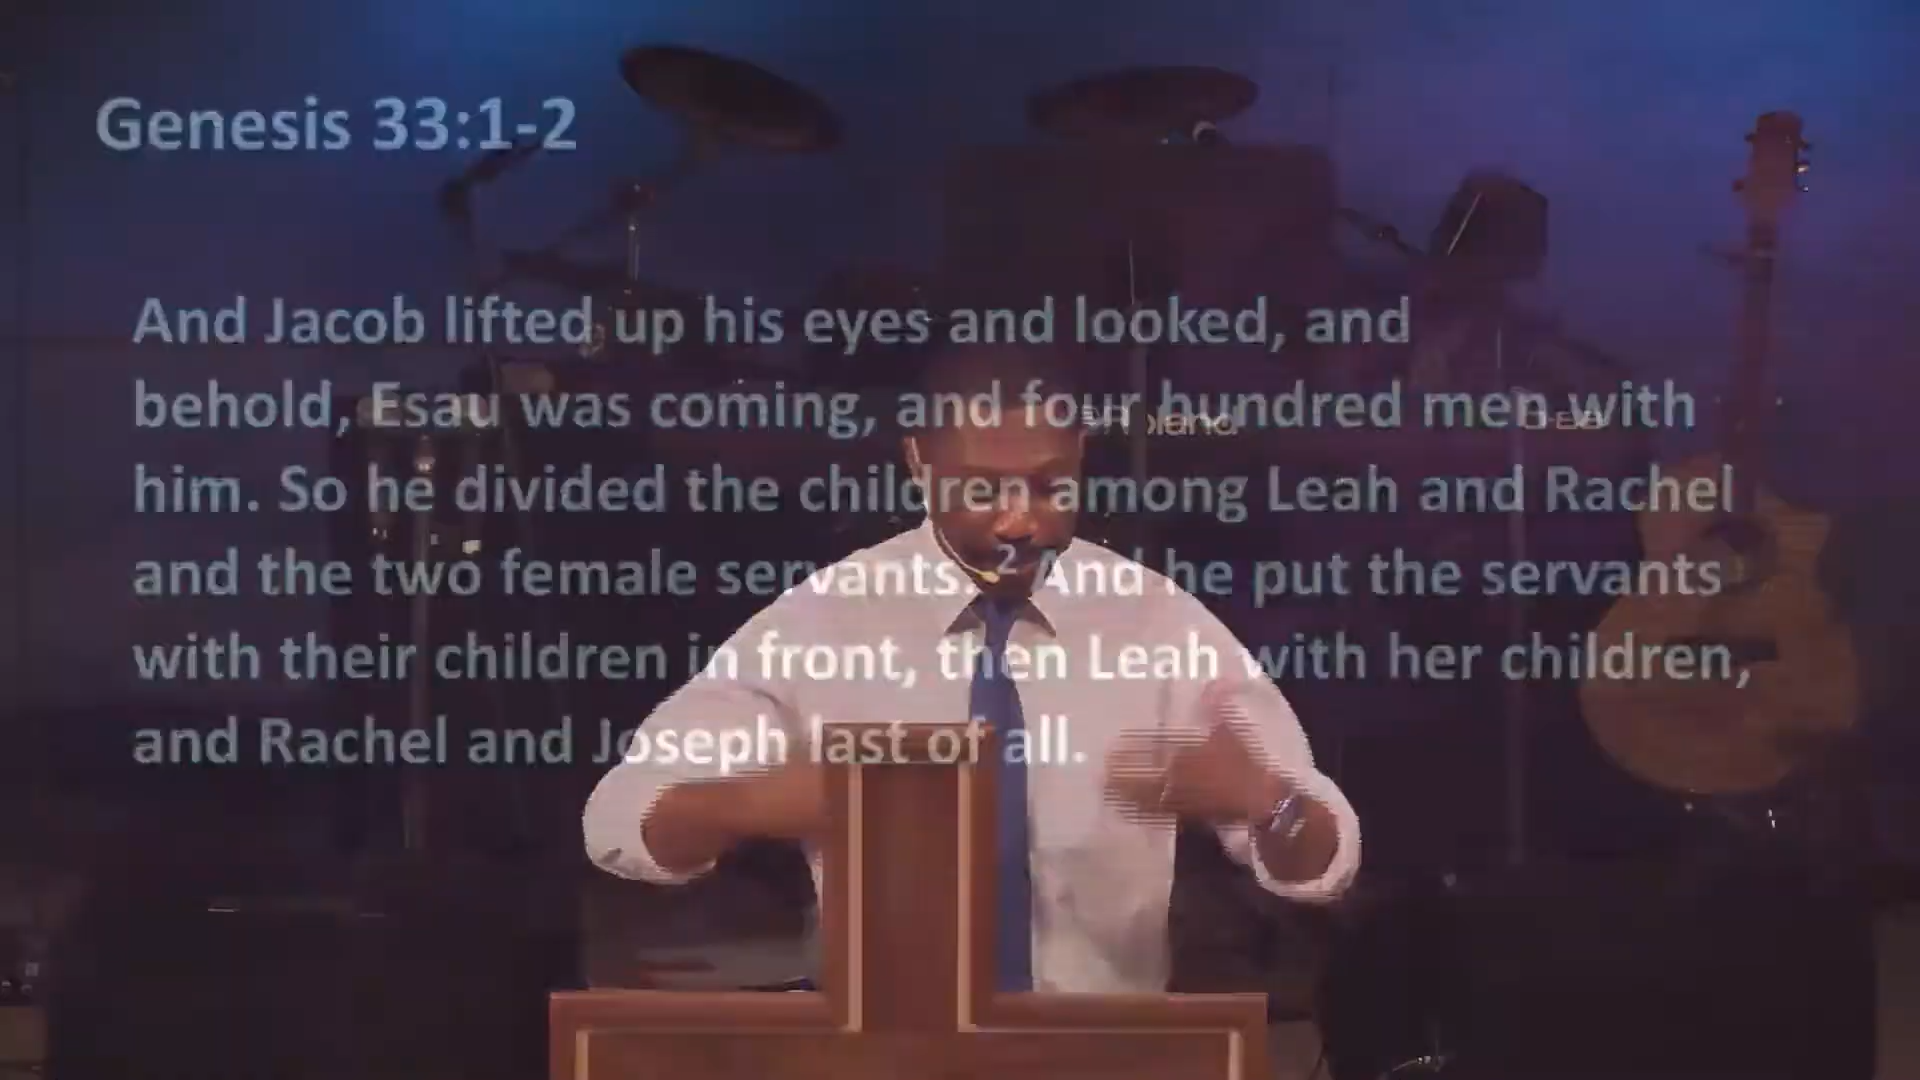 Genesis 33:1-2
And Jacob lifted up his eyes and looked, and
behold, Esau was coming, and four hundred men with
him. So he divided the children among Leah and Rachel
and the two female servants. 2 And he put the servants
with their children in front, then Leah with her children,
and Rachel and Joseph last of all.
Roland